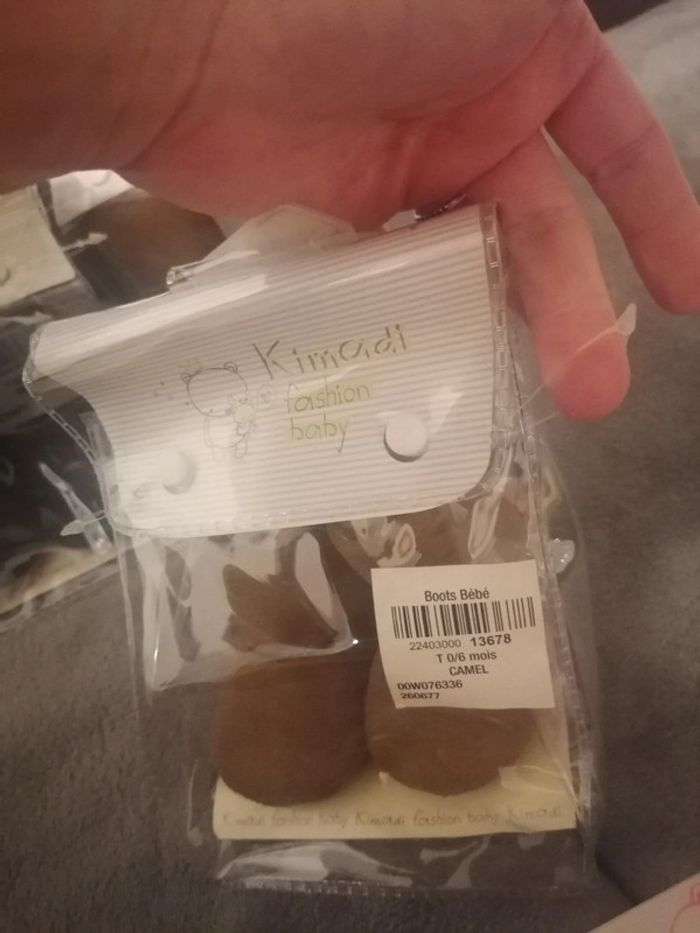 Kimadi
fashion
baby
Boots Bébé
22403000 13678
T 0/6 mois
CAMEL
00W076336
260677
Kimadi fashion baby Kimadi fashion baby Kimadi